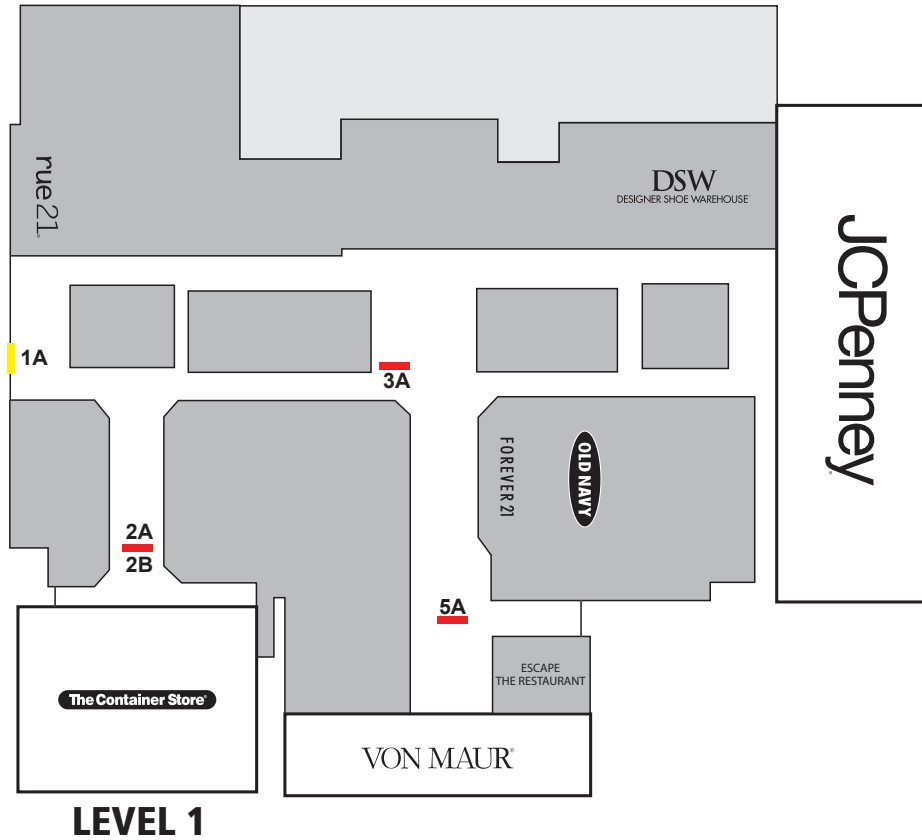 rue21
DSW
DESIGNER SHOE WAREHOUSE
JCPenney
1A
3A
FOREVER 21
OLD NAVY
2A
2B
5A
ESCAPE
THE RESTAURANT
The Container Store®
VON MAUR®
LEVEL 1